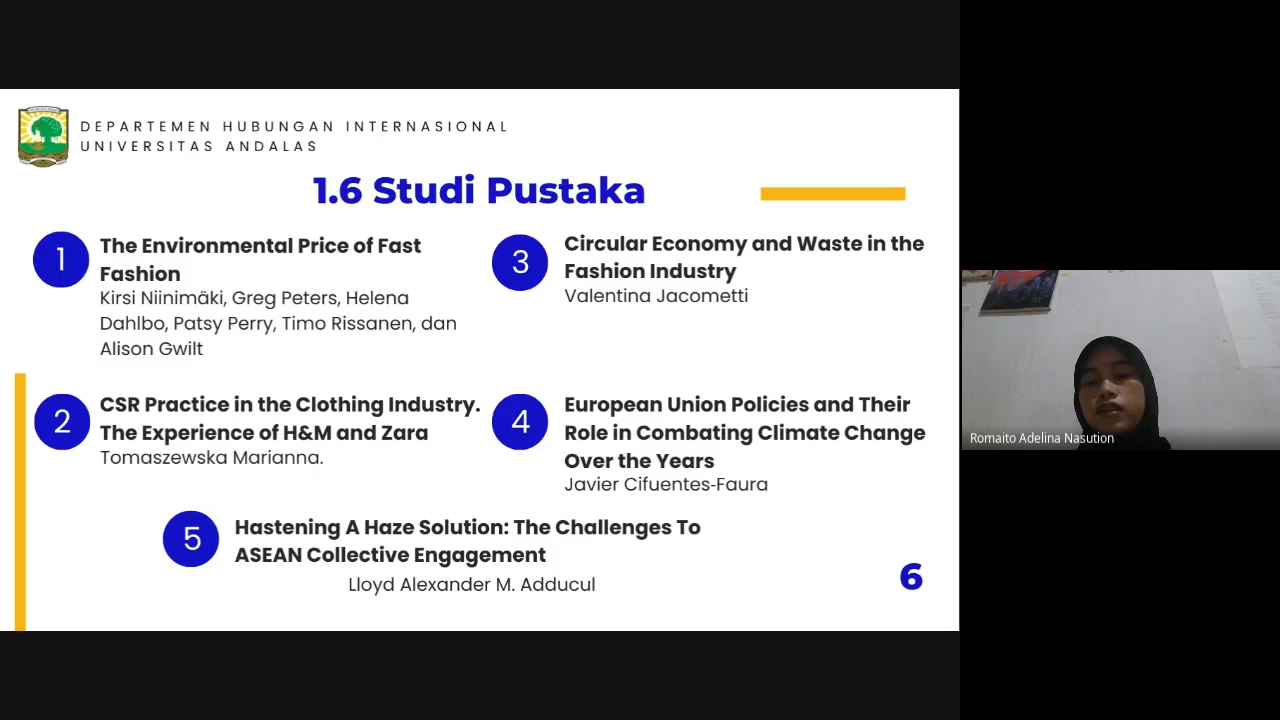 DEPARTEMEN HUBUNGAN INTERNASIONAL
UNIVERSITAS ANDALAS
1.6 Studi Pustaka
1
The Environmental Price of Fast
Fashion
Kirsi Niinimäki, Greg Peters, Helena
Dahlbo, Patsy Perry, Timo Rissanen, dan
Alison Gwilt
2
CSR Practice in the Clothing Industry.
The Experience of H&M and Zara
Tomaszewska Marianna.
3
Circular Economy and Waste in the
Fashion Industry
Valentina Jacometti
4
European Union Policies and Their
Role in Combating Climate Change
Over the Years
Javier Cifuentes-Faura
5
Hastening A Haze Solution: The Challenges To
ASEAN Collective Engagement
Lloyd Alexander M. Adducul
6
Romaito Adelina Nasution